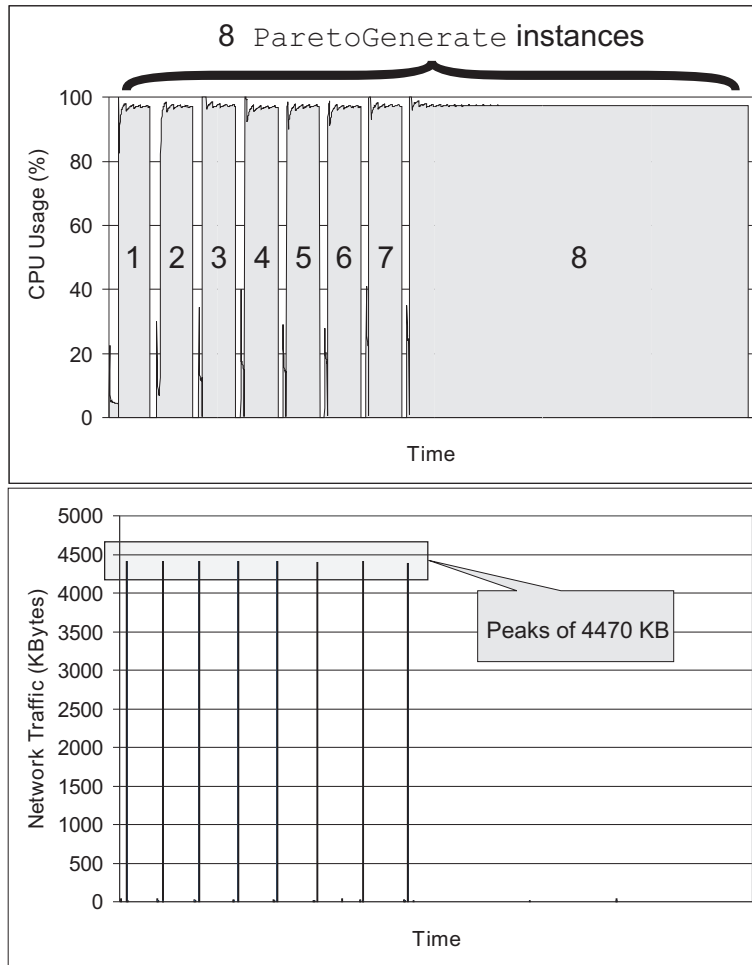 8 ParetoGenerate instances
100
80
60
40
20
0
CPU Usage (%)
1 2 3 4 5 6 7 8
Time
5000
4500
4000
3500
3000
2500
2000
1500
1000
500
0
Network Traffic (KBytes)
Peaks of 4470 KB
Time